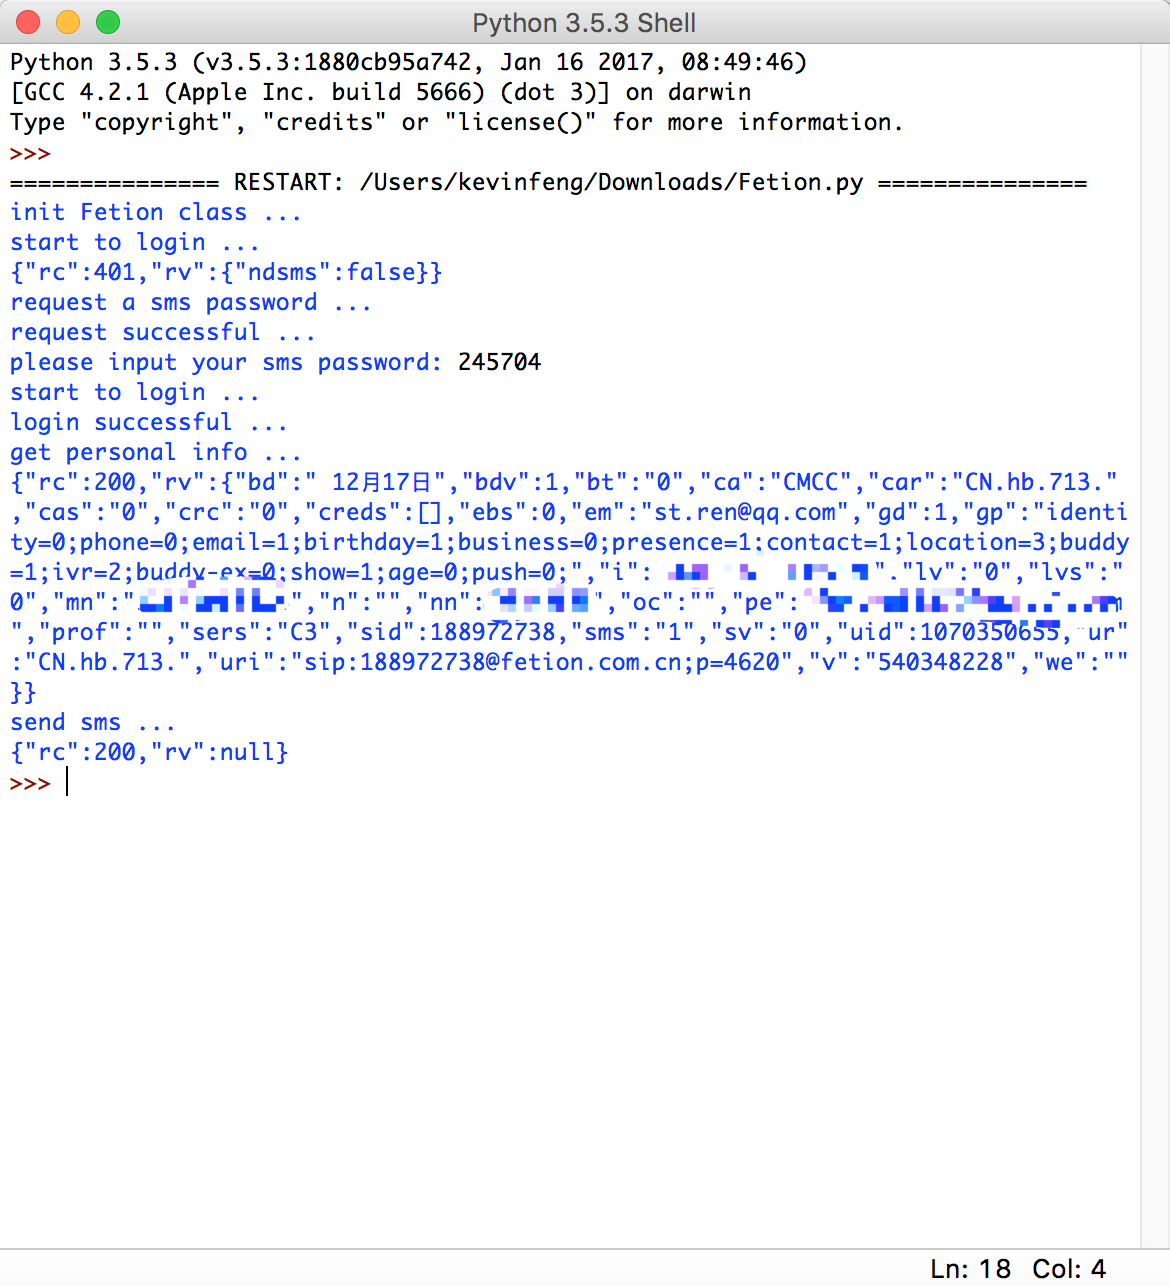 Python 3.5.3 Shell
Python 3.5.3 (v3.5.3:1880cb95a742, Jan 16 2017, 08:49:46)
[GCC 4.2.1 (Apple Inc. build 5666) (dot 3)] on darwin
Type "copyright", "credits" or "license()" for more information.
>>>
=============== RESTART: /Users/kevinfeng/Downloads/Fetion.py ===============
init Fetion class ...
start to login ...
{"rc":401,"rv":{"ndsms":false}}
request a sms password ...
request successful ...
please input your sms password: 245704
start to login ...
login successful ...
get personal info ...
{"rc":200,"rv":{"bd":" 12月17日","bdv":1,"bt":"0","ca":"CMCC","car":"CN.hb.713."
,"cas":"0","crc":"0","creds":[],"ebs":0,"em":"st.ren@qq.com","gd":1,"gp":"identi
ty=0;phone=0;email=1;birthday=1;business=0;presence=1;contact=1;location=3;buddy
=1;ivr=2;buddy-ex=0;show=1;age=0;push=0;","i": ","lv":"0","lvs":"
0","mn":" ","n":"","nn": ","oc":"","pe":
","prof":"","sers":"C3","sid":188972738,"sms":"1","sv":"0","uid":1070350655,"ur"
:"CN.hb.713.","uri":"sip:188972738@fetion.com.cn;p=4620","v":"540348228","we":""
}}
send sms ...
{"rc":200,"rv":null}
>>>
Ln: 18 Col: 4